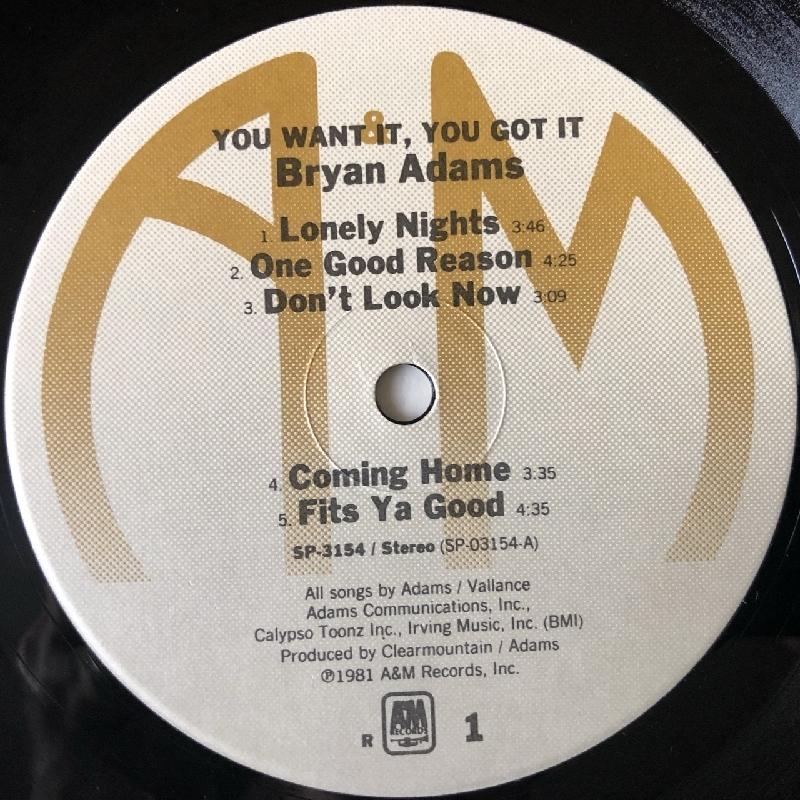 A&M
YOU WANT IT, YOU GOT IT
Bryan Adams
1. Lonely Nights 3:46
2. One Good Reason 4:25
3. Don't Look Now 3:09
4. Coming Home 3.35
5. Fits Ya Good 4:35
SP-3154 / Stereo (SP-03154-A)
All songs by Adams / Vallance
Adams Communications, Inc.,
Calypso Toonz Inc., Irving Music, Inc. (BMI)
Produced by Clearmountain / Adams
℗1981 A&M Records, Inc.
R AM RECORDS 1